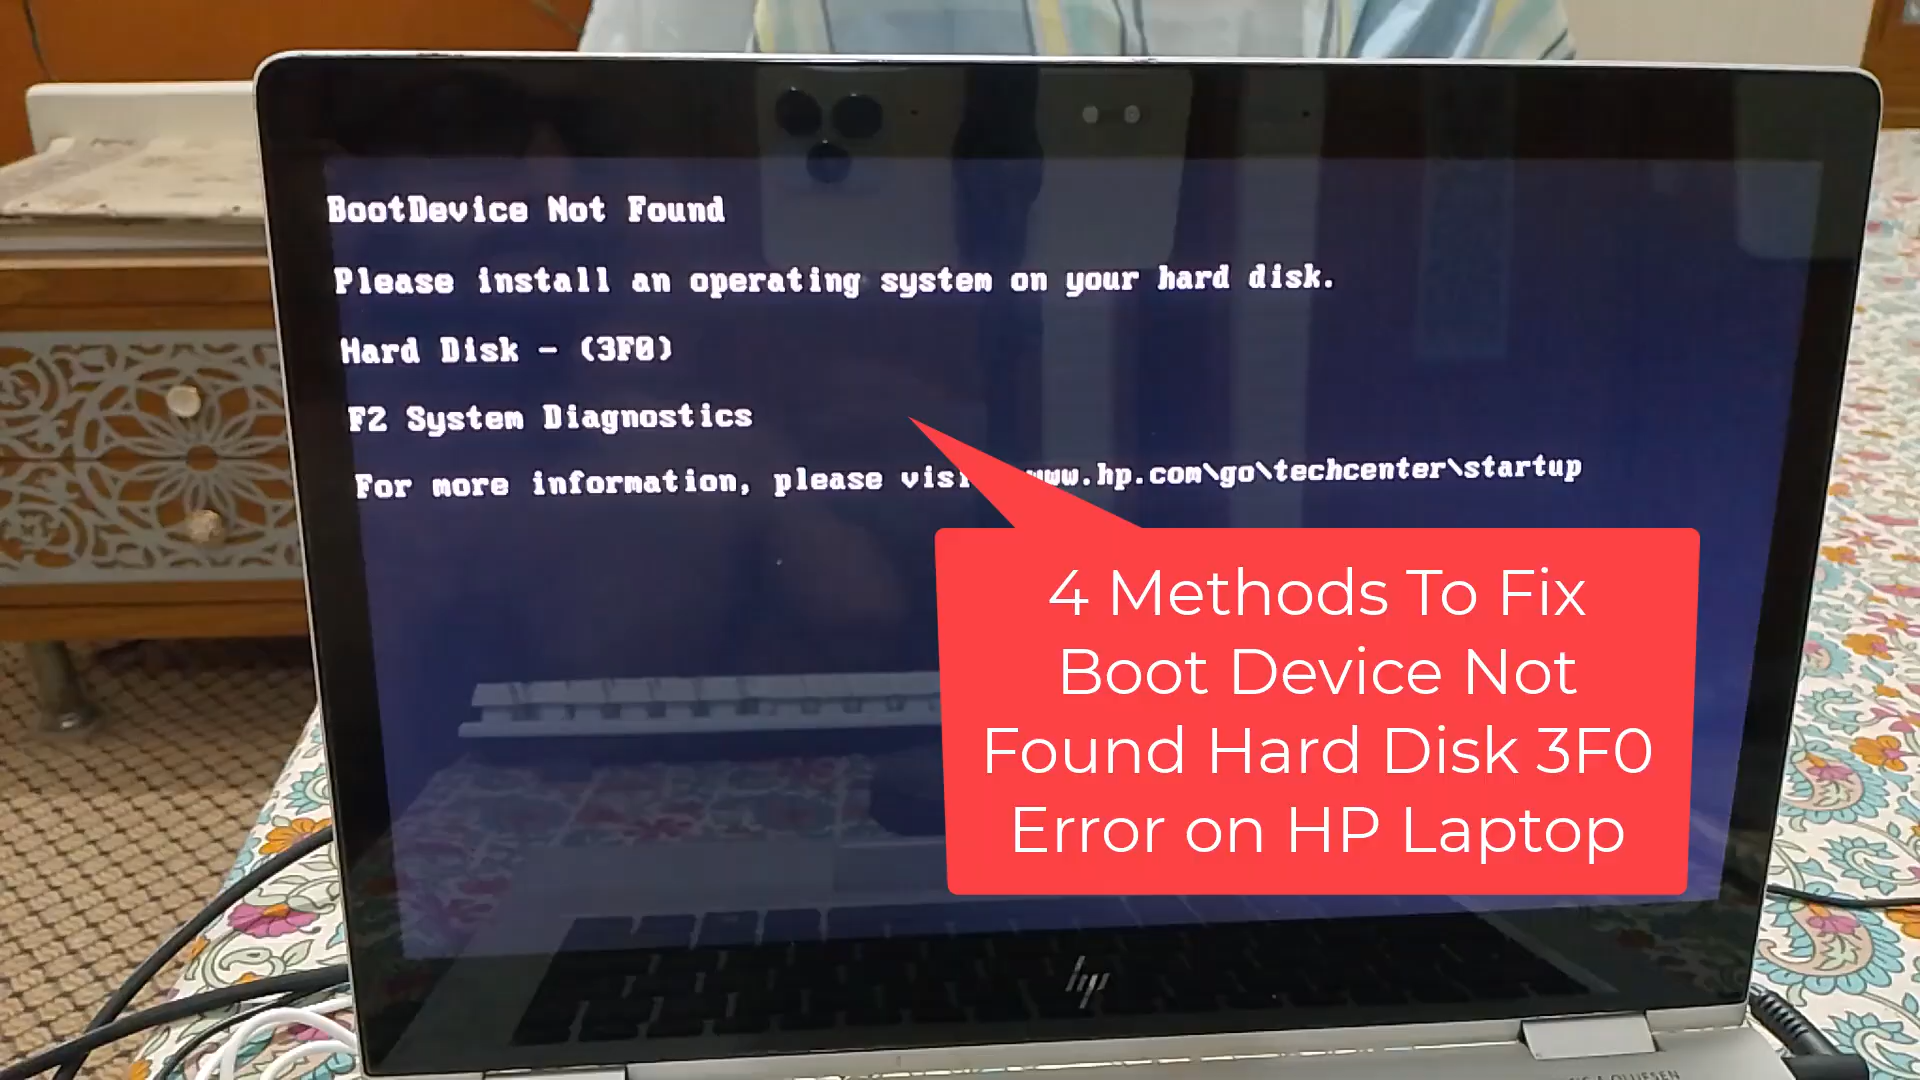 BootDevice Not Found
Please install an operating system on your hard disk.
Hard Disk - (3F0)
F2 System Diagnostics
For more information, please visi www.hp.com\go\techcenter\startup
4 Methods To Fix
Boot Device Not
Found Hard Disk 3F0
Error on HP Laptop
hp